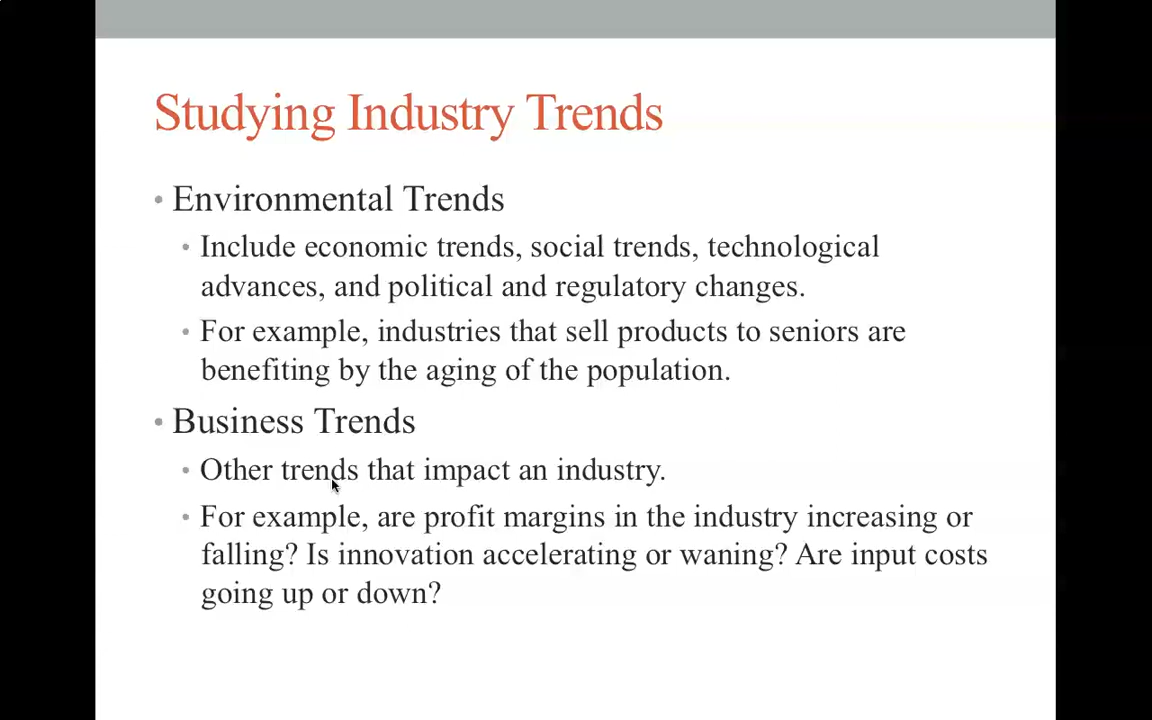 Studying Industry Trends
• Environmental Trends
• Include economic trends, social trends, technological
advances, and political and regulatory changes.
• For example, industries that sell products to seniors are
benefiting by the aging of the population.
• Business Trends
• Other trends that impact an industry.
• For example, are profit margins in the industry increasing or
falling? Is innovation accelerating or waning? Are input costs
going up or down?